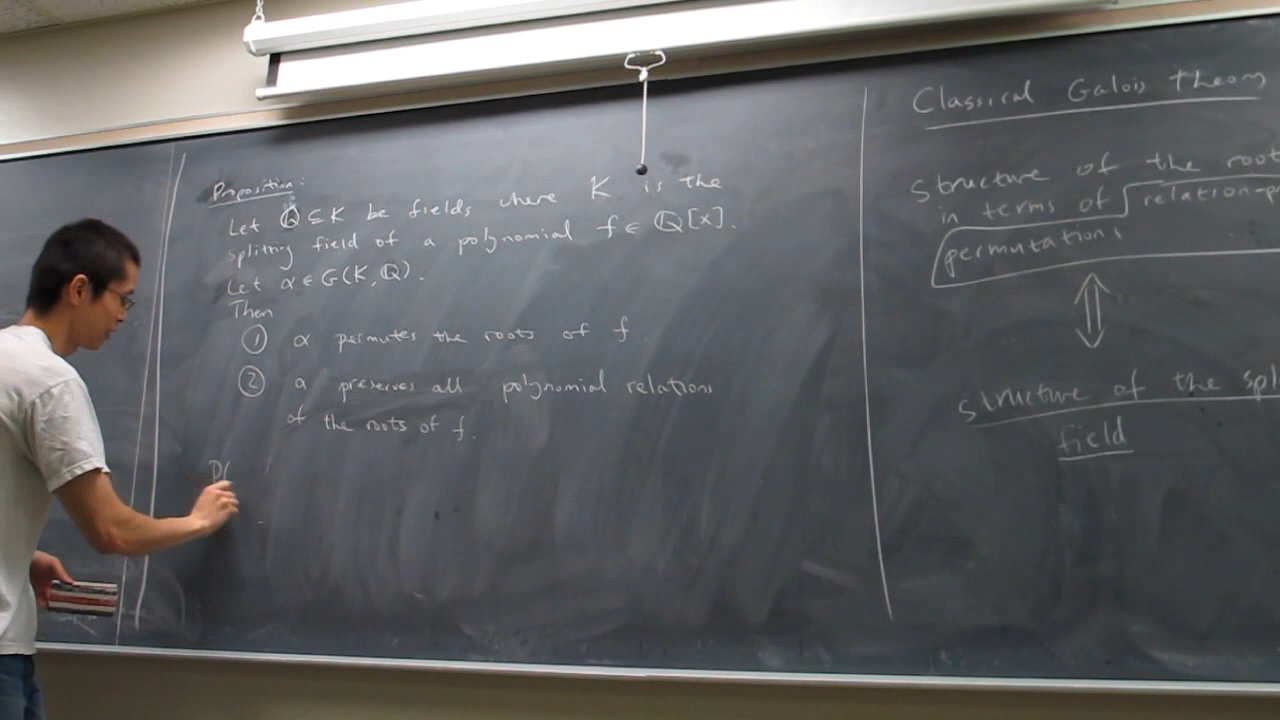 Proposition:
Let ℚ ⊆ K be fields where K is the
splitting field of a polynomial f ∈ ℚ[x].
Let α ∈ G(K, ℚ).
Then
① α permutes the roots of f.
② α preserves all polynomial relations
of the roots of f.
Classical Galois Theory
structure of the root
in terms of relation-p
permutations
⇕
structure of the spl
field